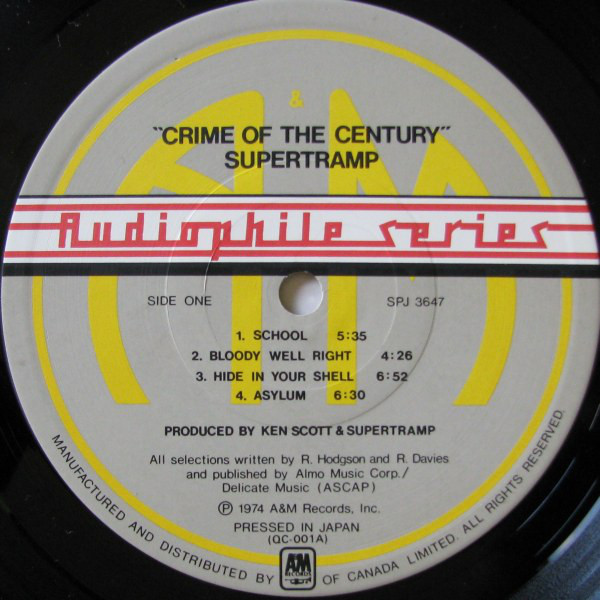 &
"CRIME OF THE CENTURY"
SUPERTRAMP
Audiophile series
SIDE ONE
SPJ 3647
1. SCHOOL 5:35
2. BLOODY WELL RIGHT 4:26
3. HIDE IN YOUR SHELL 6:52
4. ASYLUM 6:30
PRODUCED BY KEN SCOTT & SUPERTRAMP
All selections written by R. Hodgson and R. Davies
and published by Almo Music Corp./
Delicate Music (ASCAP)
Ⓟ 1974 A&M Records, Inc.
PRESSED IN JAPAN
(QC-001A)
MANUFACTURED AND DISTRIBUTED BY A&M RECORDS OF CANADA LIMITED. ALL RIGHTS RESERVED.